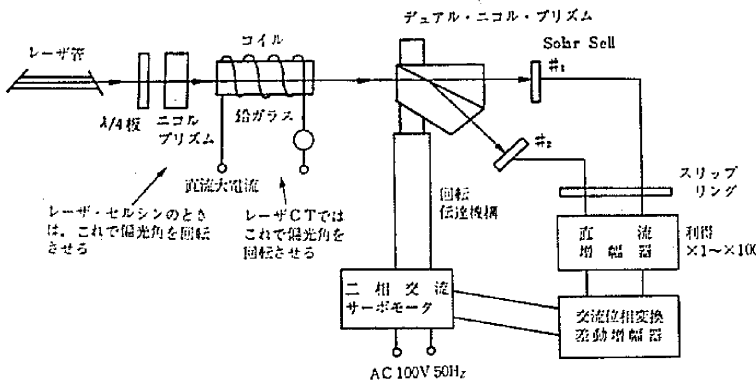 デュアル・ニコル・プリズム
レーザ管
コイル
Sohr Sell
#1
λ/4板
ニコル
プリズム
鉛ガラス
#2
直流大電流
スリップ
リング
レーザ・セルシンのとき
は，これで偏光角を回転
させる
レーザCTでは
これで偏光角を
回転させる
回転
伝達機構
直流
増幅器
利得
×1〜×100
二相交流
サーボモータ
交流位相変換
差動増幅器
AC 100V 50Hz